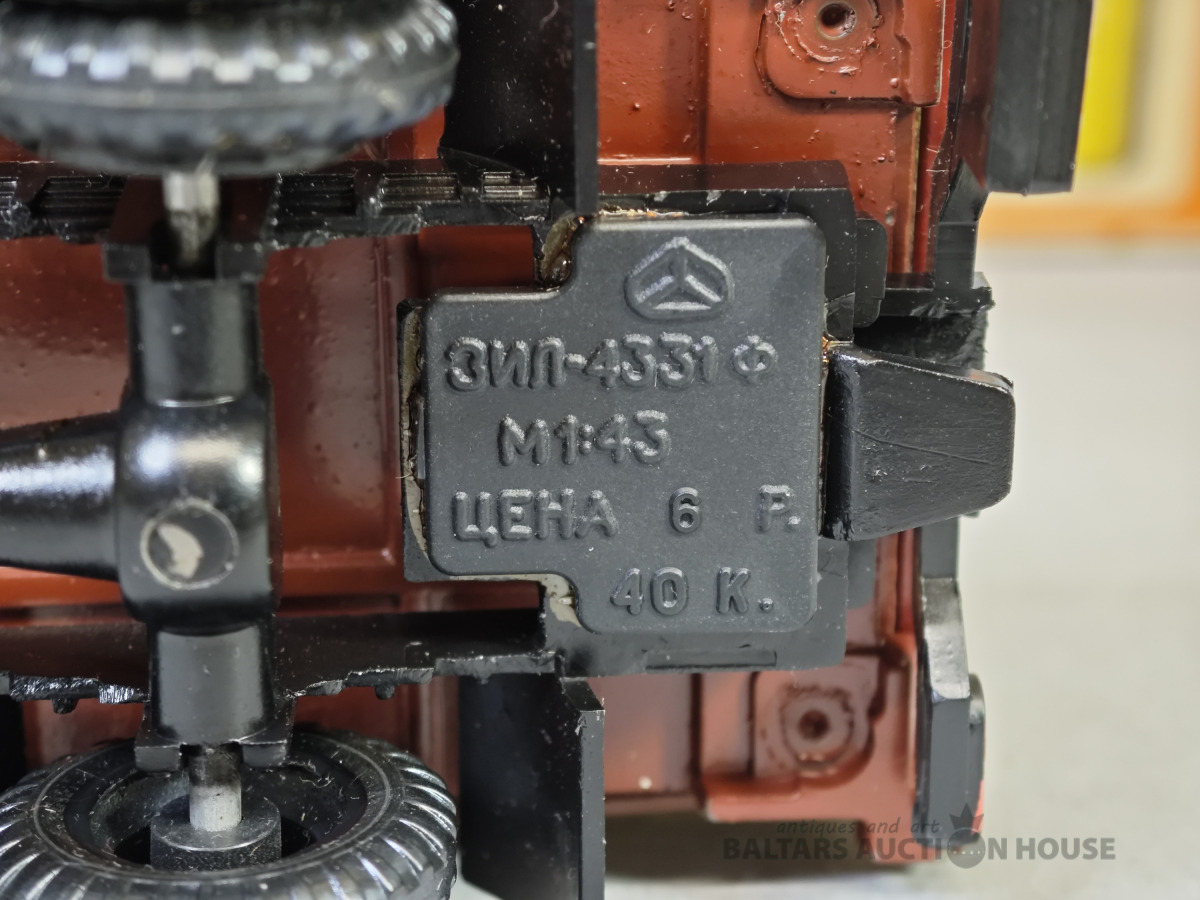 ЗИЛ-4331 Ф
М1:43
ЦЕНА 6 Р.
40 К.
antiques and art
BALTARS AUCTION HOUSE